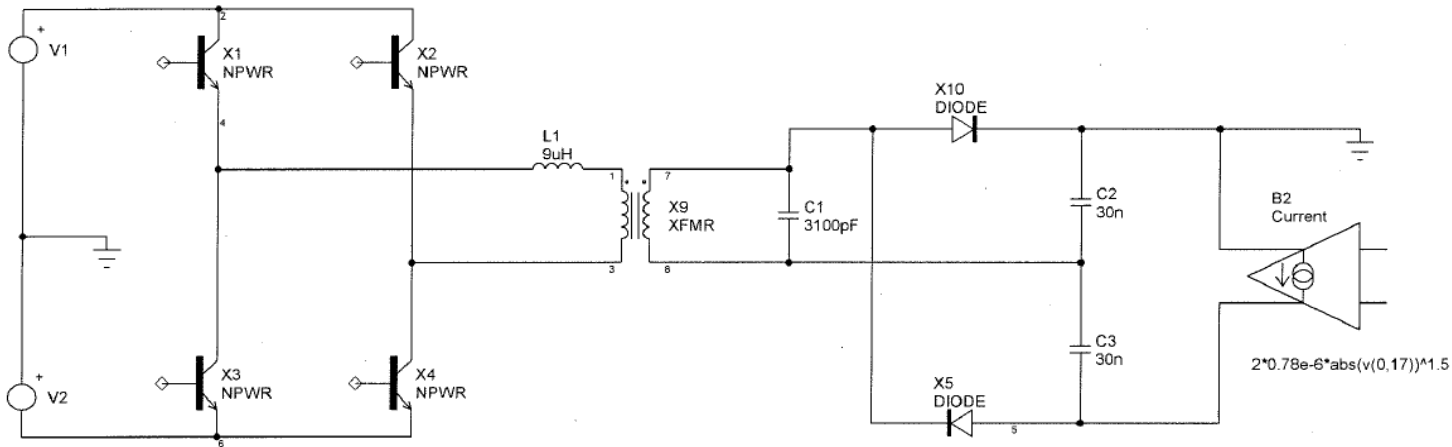 2
+
V1
X1
NPWR
X2
NPWR
4
L1
9uH
1
7
3
6
X9
XFMR
C1
3100pF
X10
DIODE
C2
30n
B2
Current
C3
30n
2*0.78e-6*abs(v(0,17))^1.5
+
V2
X3
NPWR
X4
NPWR
X5
DIODE
5
6